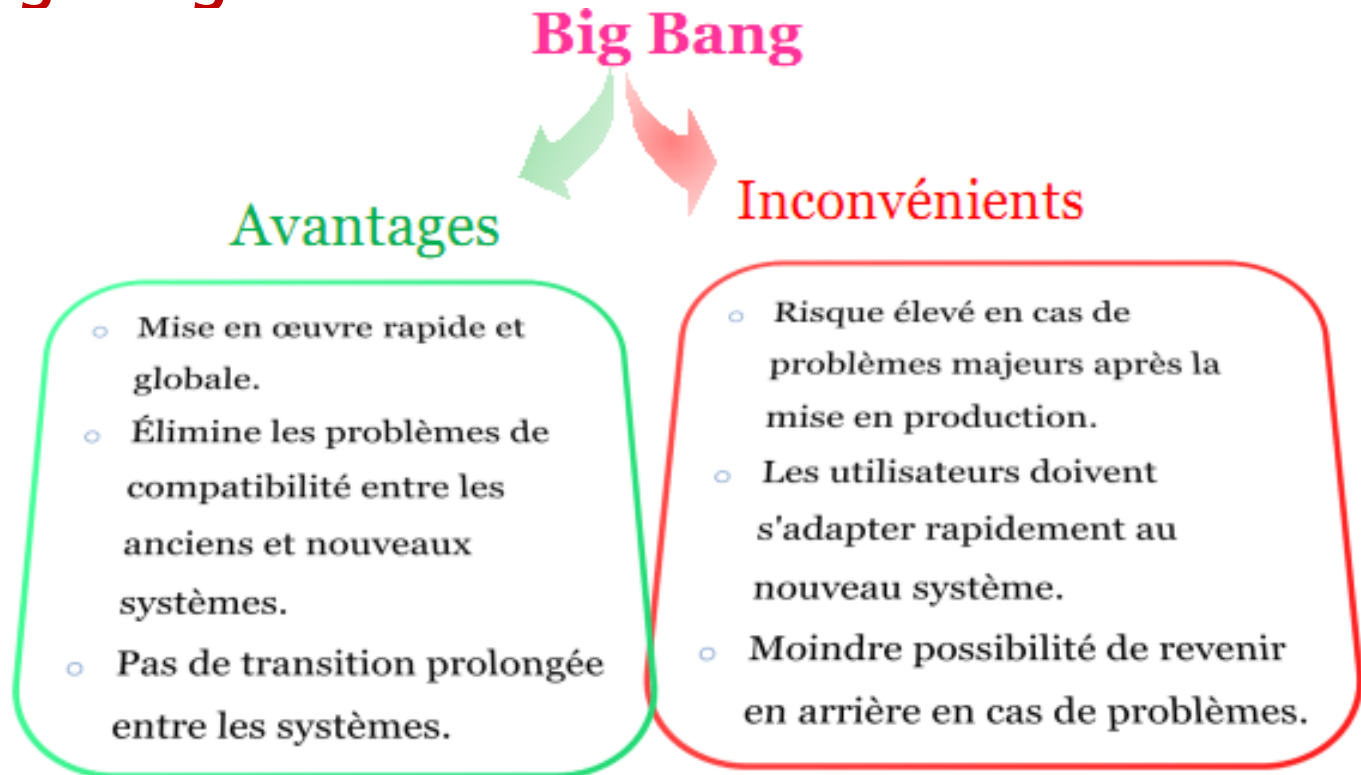 Big Bang
Avantages
Mise en œuvre rapide et
globale.
Élimine les problèmes de
compatibilité entre les
anciens et nouveaux
systèmes.
Pas de transition prolongée
entre les systèmes.
Inconvénients
Risque élevé en cas de
problèmes majeurs après la
mise en production.
Les utilisateurs doivent
s'adapter rapidement au
nouveau système.
Moindre possibilité de revenir
en arrière en cas de problèmes.